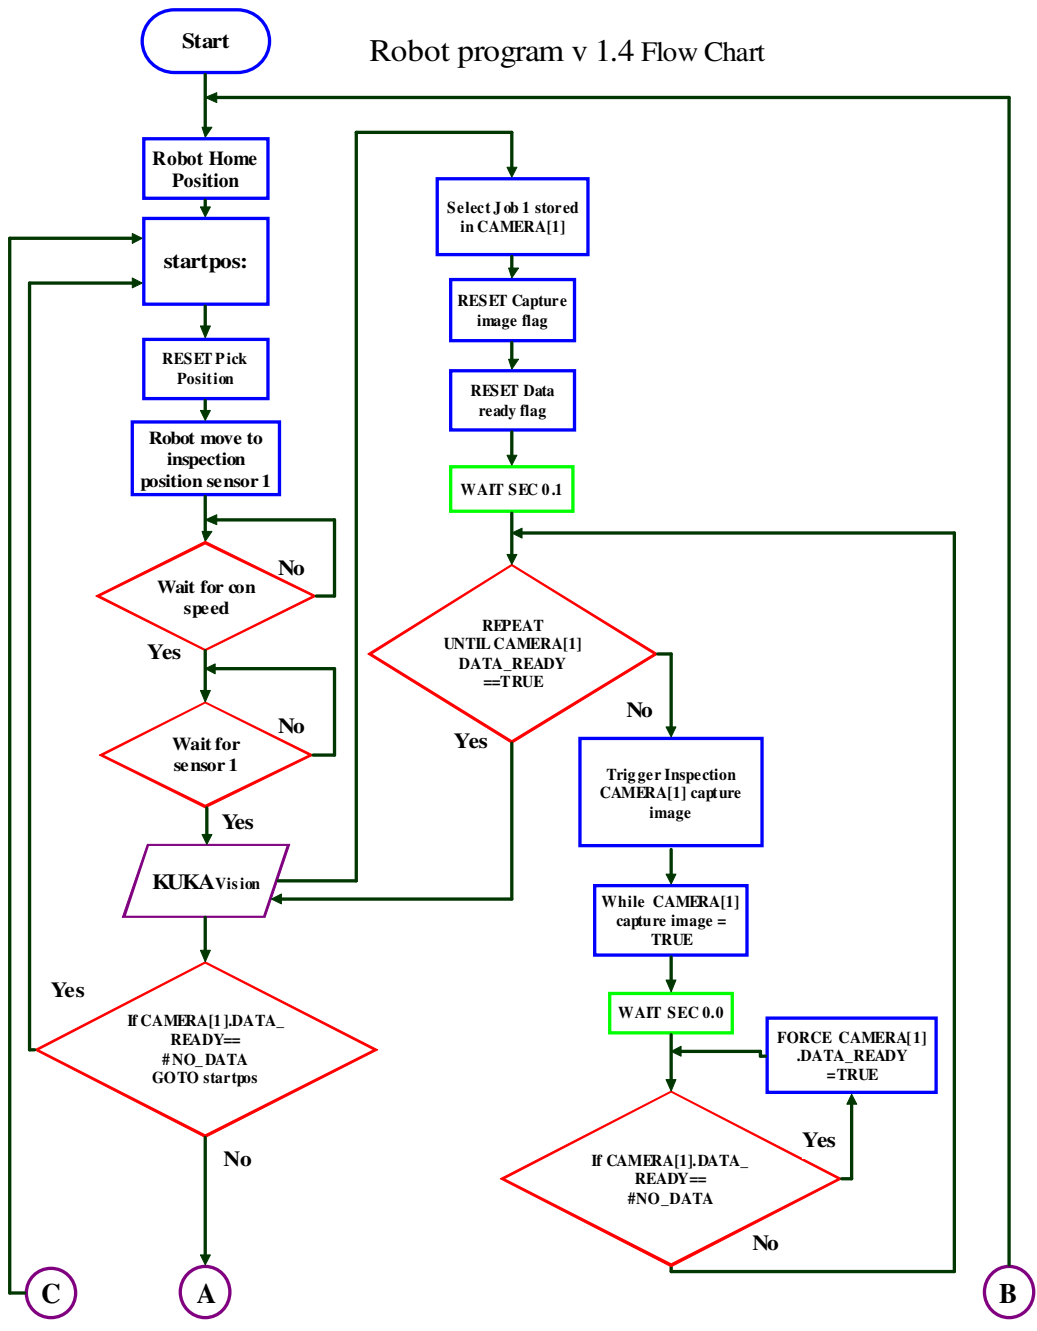 Start
Robot program v 1.4 Flow Chart
Robot Home
Position
startpos:
RESET Pick
Position
Robot move to
inspection
position sensor 1
No
Wait for con
speed
Yes
No
Wait for
sensor 1
Yes
KUKA Vision
Yes
If CAMERA[1].DATA_
READY==
#NO_DATA
GOTO startpos
No
C
A
Select Job 1 stored
in CAMERA[1]
RESET Capture
image flag
RESET Data
ready flag
WAIT SEC 0.1
REPEAT
UNTIL CAMERA[1]
DATA_READY
==TRUE
No
Yes
Trigger Inspection
CAMERA[1] capture
image
While CAMERA[1]
capture image =
TRUE
WAIT SEC 0.0
FORCE CAMERA[1]
.DATA_READY
=TRUE
Yes
If CAMERA[1].DATA_
READY==
#NO_DATA
No
B